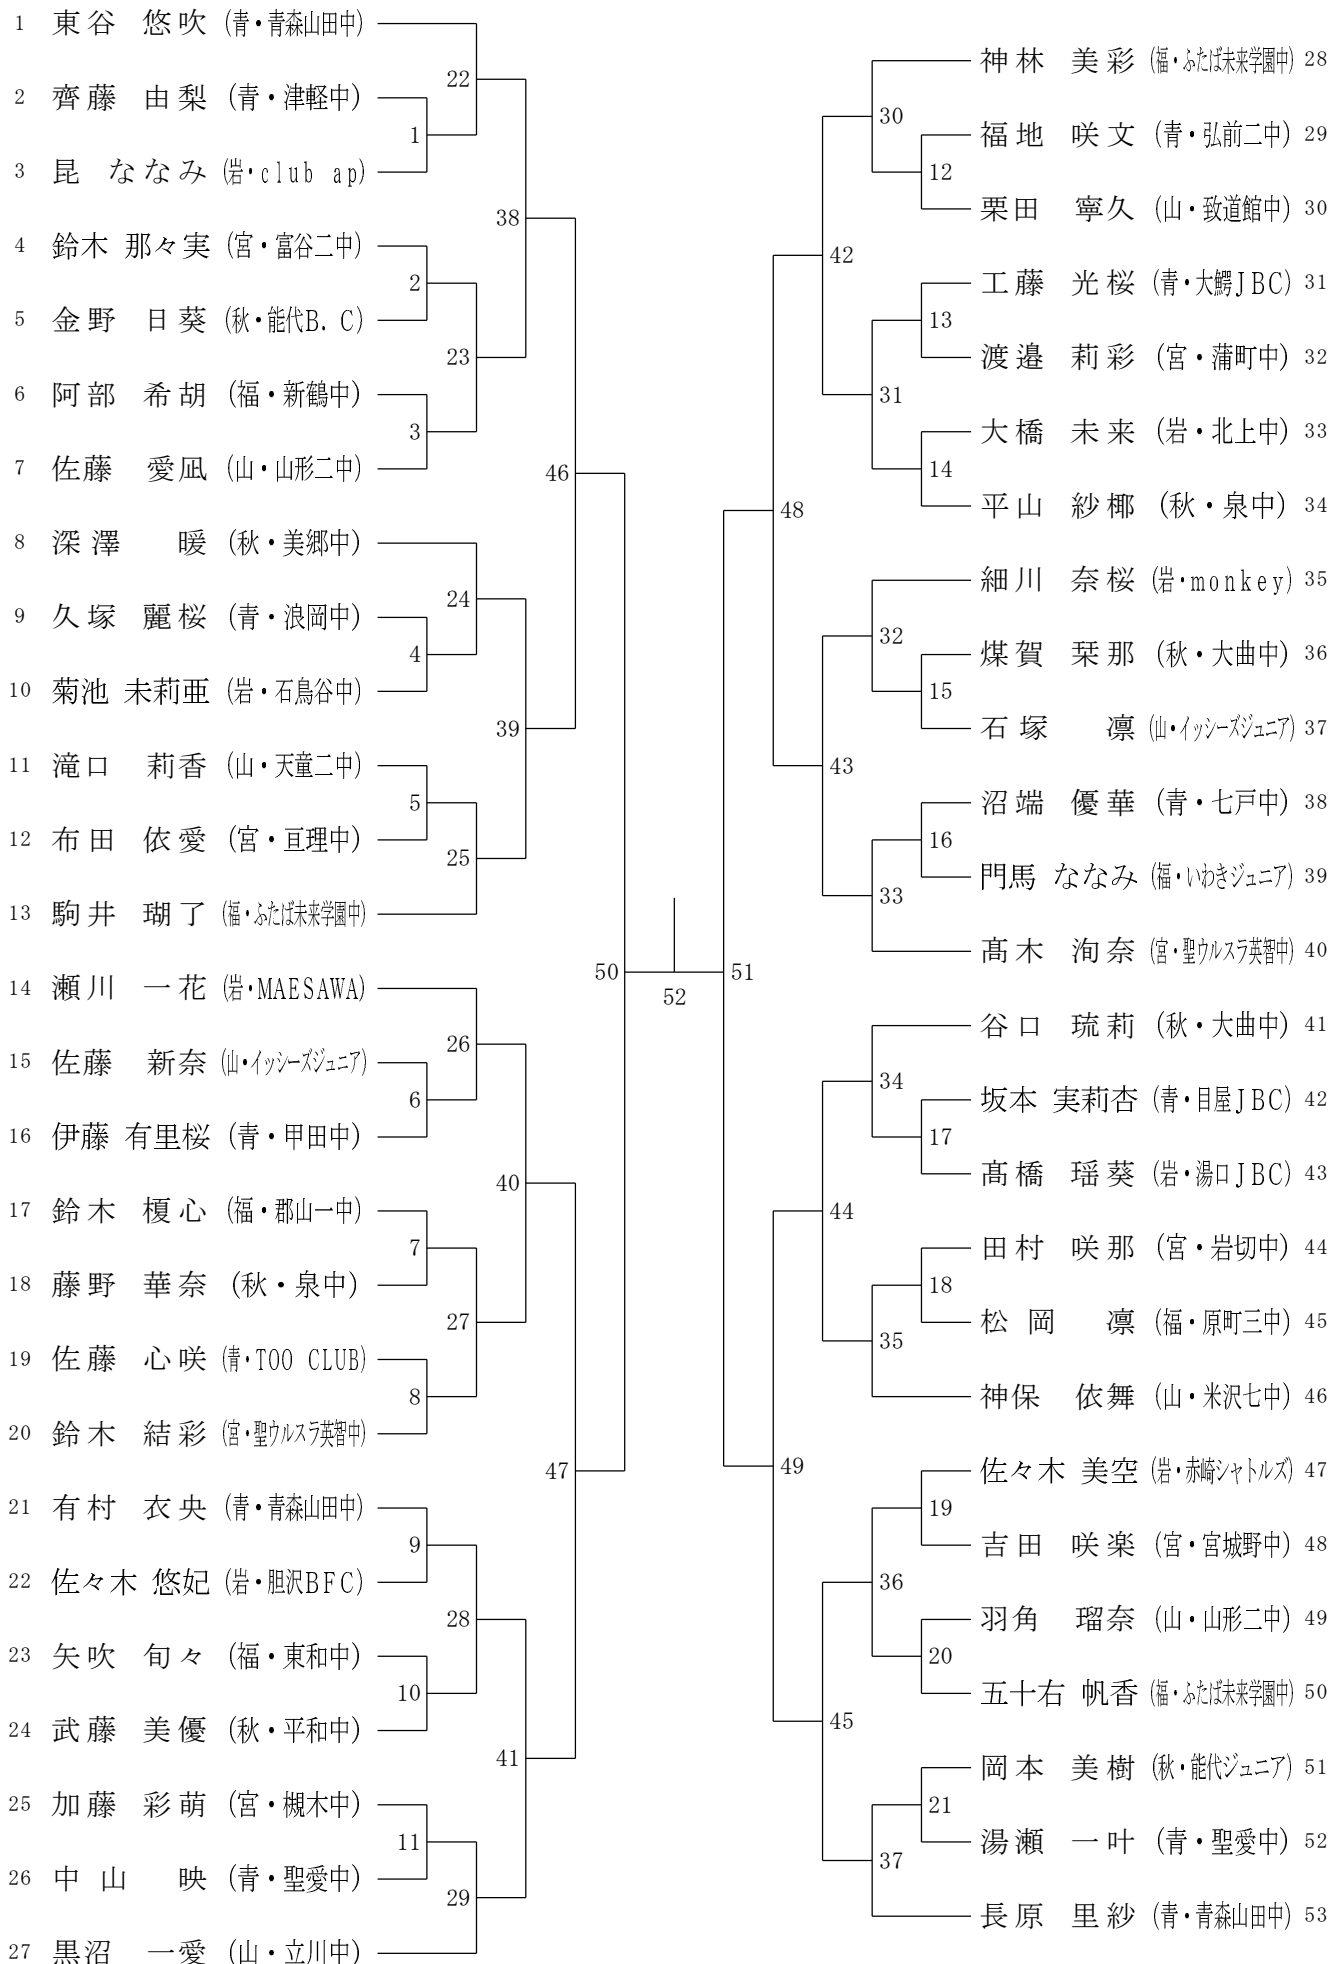 1 東谷 悠吹 (青・青森山田中)
2 齊藤 由梨 (青・津軽中)
3 昆 ななみ (岩・club ap)
4 鈴木 那々実 (宮・富谷二中)
5 金野 日葵 (秋・能代B．C)
6 阿部 希胡 (福・新鶴中)
7 佐藤 愛凪 (山・山形二中)
8 深澤 暖 (秋・美郷中)
9 久塚 麗桜 (青・浪岡中)
10 菊池 未莉亜 (岩・石鳥谷中)
11 滝口 莉香 (山・天童二中)
12 布田 依愛 (宮・亘理中)
13 駒井 瑚了 (福・ふたば未来学園中)
14 瀬川 一花 (岩・MAESAWA)
15 佐藤 新奈 (山・イッシーズジュニア)
16 伊藤 有里桜 (青・甲田中)
17 鈴木 榎心 (福・郡山一中)
18 藤野 華奈 (秋・泉中)
19 佐藤 心咲 (青・TOO CLUB)
20 鈴木 結彩 (宮・聖ウルスラ英智中)
21 有村 衣央 (青・青森山田中)
22 佐々木 悠妃 (岩・胆沢BFC)
23 矢吹 旬々 (福・東和中)
24 武藤 美優 (秋・平和中)
25 加藤 彩萌 (宮・槻木中)
26 中山 映 (青・聖愛中)
27 黒沼 一愛 (山・立川中)
22
1
38
2
23
3
46
24
4
39
5
25
50
26
6
40
7
27
8
47
9
28
10
41
11
29
52
51
30
12
42
13
31
14
48
32
15
43
16
33
34
17
44
18
35
49
19
36
20
45
21
37
神林 美彩 (福・ふたば未来学園中) 28
福地 咲文 (青・弘前二中) 29
栗田 寧久 (山・致道館中) 30
工藤 光桜 (青・大鰐JBC) 31
渡邉 莉彩 (宮・蒲町中) 32
大橋 未来 (岩・北上中) 33
平山 紗椰 (秋・泉中) 34
細川 奈桜 (岩・monkey) 35
煤賀 栞那 (秋・大曲中) 36
石塚 凛 (山・イッシーズジュニア) 37
沼端 優華 (青・七戸中) 38
門馬 ななみ (福・いわきジュニア) 39
髙木 洵奈 (宮・聖ウルスラ英智中) 40
谷口 琉莉 (秋・大曲中) 41
坂本 実莉杏 (青・目屋JBC) 42
髙橋 瑶葵 (岩・湯口JBC) 43
田村 咲那 (宮・岩切中) 44
松岡 凛 (福・原町三中) 45
神保 依舞 (山・米沢七中) 46
佐々木 美空 (岩・赤崎シャトルズ) 47
吉田 咲楽 (宮・宮城野中) 48
羽角 瑠奈 (山・山形二中) 49
五十右 帆香 (福・ふたば未来学園中) 50
岡本 美樹 (秋・能代ジュニア) 51
湯瀬 一叶 (青・聖愛中) 52
長原 里紗 (青・青森山田中) 53